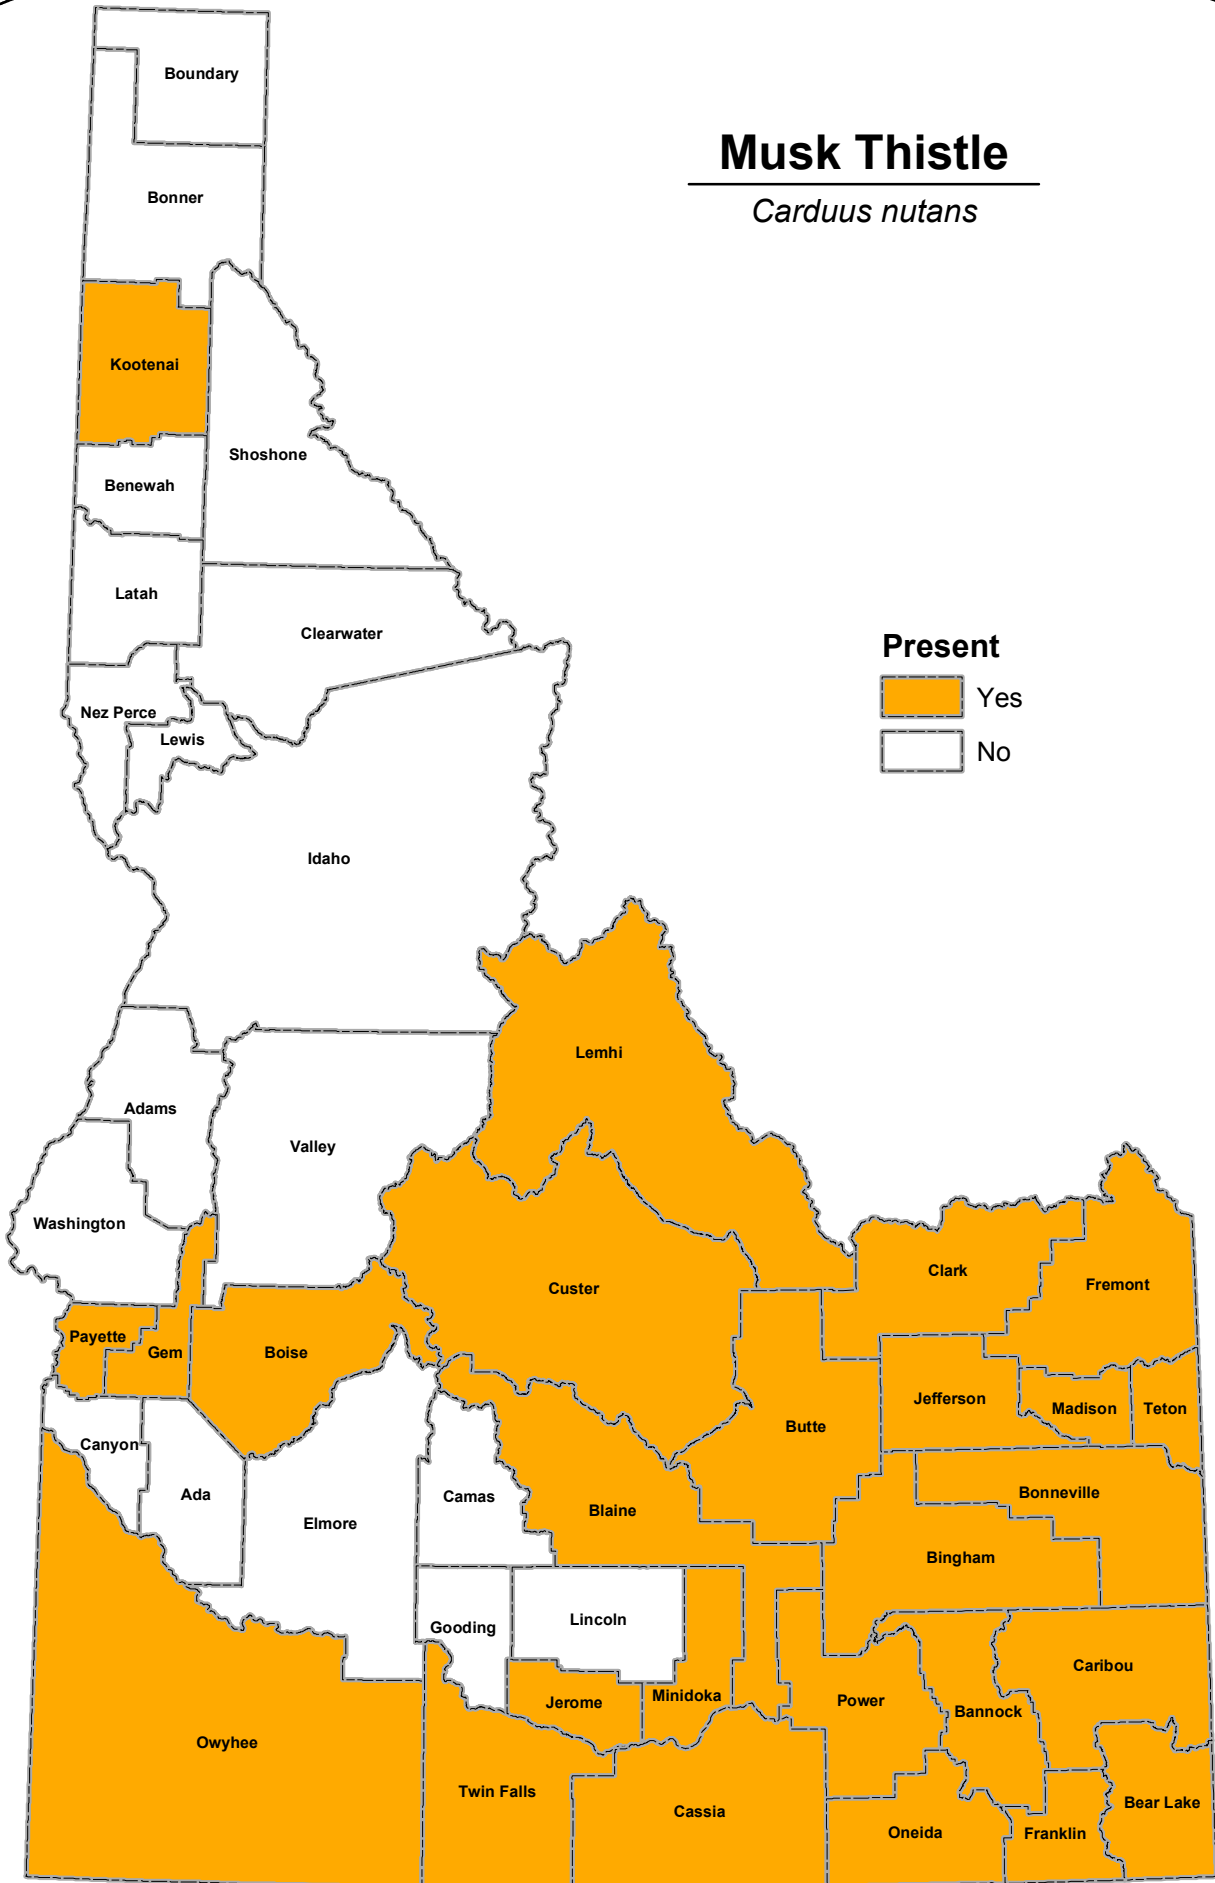 Boundary
Musk Thistle
Carduus nutans
Bonner
Kootenai
Shoshone
Benewah
Latah
Clearwater
Present
Yes
No
Nez Perce
Lewis
Idaho
Lemhi
Adams
Valley
Washington
Clark
Fremont
Custer
Payette
Gem
Boise
Jefferson
Madison
Teton
Butte
Canyon
Ada
Camas
Bonneville
Blaine
Elmore
Bingham
Lincoln
Gooding
Caribou
Minidoka
Jerome
Power
Bannock
Owyhee
Twin Falls
Bear Lake
Cassia
Oneida
Franklin